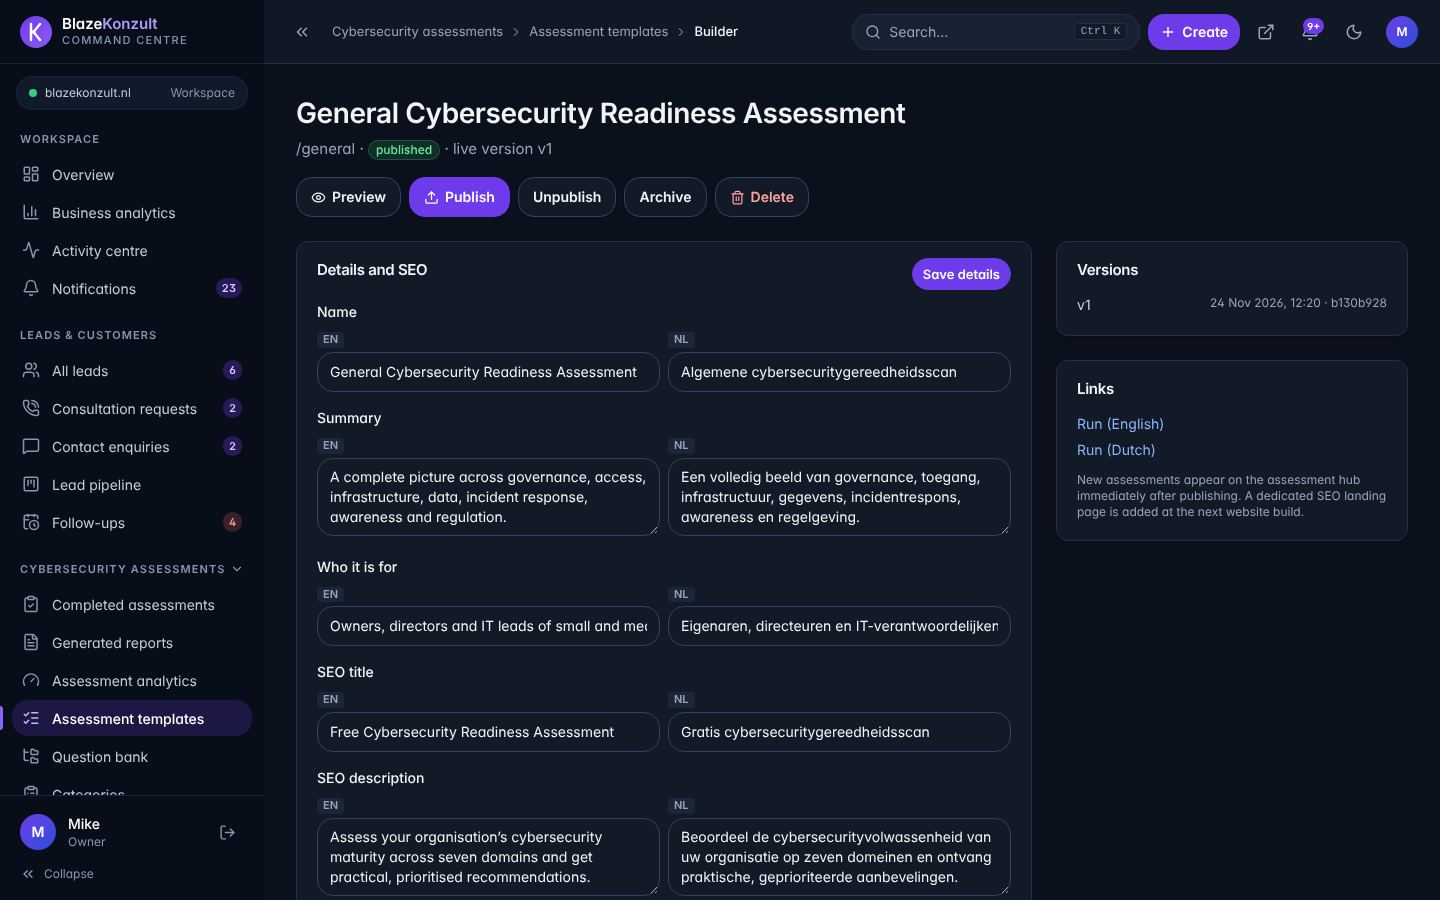 BlazeKonzult
COMMAND CENTRE
Cybersecurity assessments > Assessment templates > Builder
Search...
Ctrl K
Create
9+
M
blazekonzult.nl
Workspace
WORKSPACE
Overview
Business analytics
Activity centre
Notifications
23
LEADS & CUSTOMERS
All leads
6
Consultation requests
2
Contact enquiries
2
Lead pipeline
Follow-ups
4
CYBERSECURITY ASSESSMENTS
Completed assessments
Generated reports
Assessment analytics
Assessment templates
Question bank
Categories
M
Mike
Owner
Collapse
General Cybersecurity Readiness Assessment
/general · published · live version v1
Preview
Publish
Unpublish
Archive
Delete
Details and SEO
Save details
Name
EN
General Cybersecurity Readiness Assessment
NL
Algemene cybersecuritygereedheidsscan
Summary
EN
A complete picture across governance, access,
infrastructure, data, incident response,
awareness and regulation.
NL
Een volledig beeld van governance, toegang,
infrastructuur, gegevens, incidentrespons,
awareness en regelgeving.
Who it is for
EN
Owners, directors and IT leads of small and med
NL
Eigenaren, directeuren en IT-verantwoordelijken
SEO title
EN
Free Cybersecurity Readiness Assessment
NL
Gratis cybersecuritygereedheidsscan
SEO description
EN
Assess your organisation’s cybersecurity
maturity across seven domains and get
practical, prioritised recommendations.
NL
Beoordeel de cybersecurityvolwassenheid van
uw organisatie op zeven domeinen en ontvang
praktische, geprioriteerde aanbevelingen.
Versions
v1
24 Nov 2026, 12:20 · b130b928
Links
Run (English)
Run (Dutch)
New assessments appear on the assessment hub
immediately after publishing. A dedicated SEO landing
page is added at the next website build.